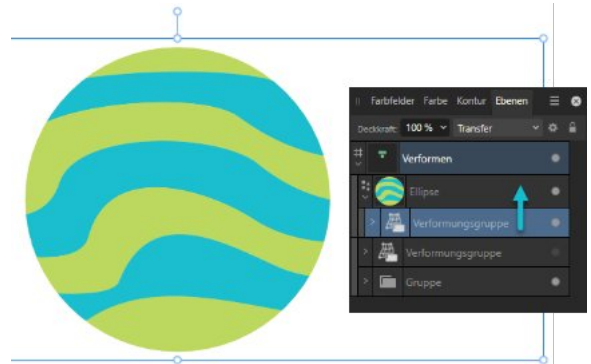 Farbfelder Farbe Kontur Ebenen
Deckkraft: 100 % Transfer
Verformen
Ellipse
Verformungsgruppe
Verformungsgruppe
Gruppe